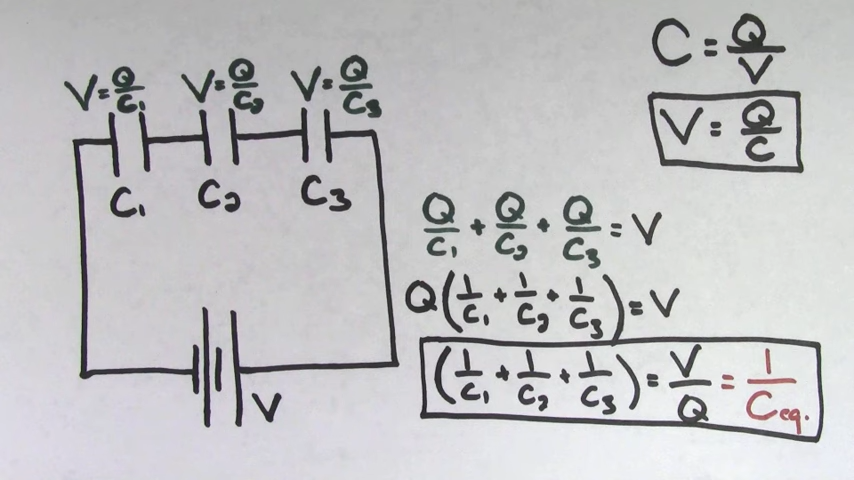 C = Q/V
V = Q/C
V = Q/C₁ V = Q/C₂ V = Q/C₃
C₁ C₂ C₃
Q/C₁ + Q/C₂ + Q/C₃ = V
Q(1/C₁ + 1/C₂ + 1/C₃) = V
(1/C₁ + 1/C₂ + 1/C₃) = V/Q = 1/Ceq.
V